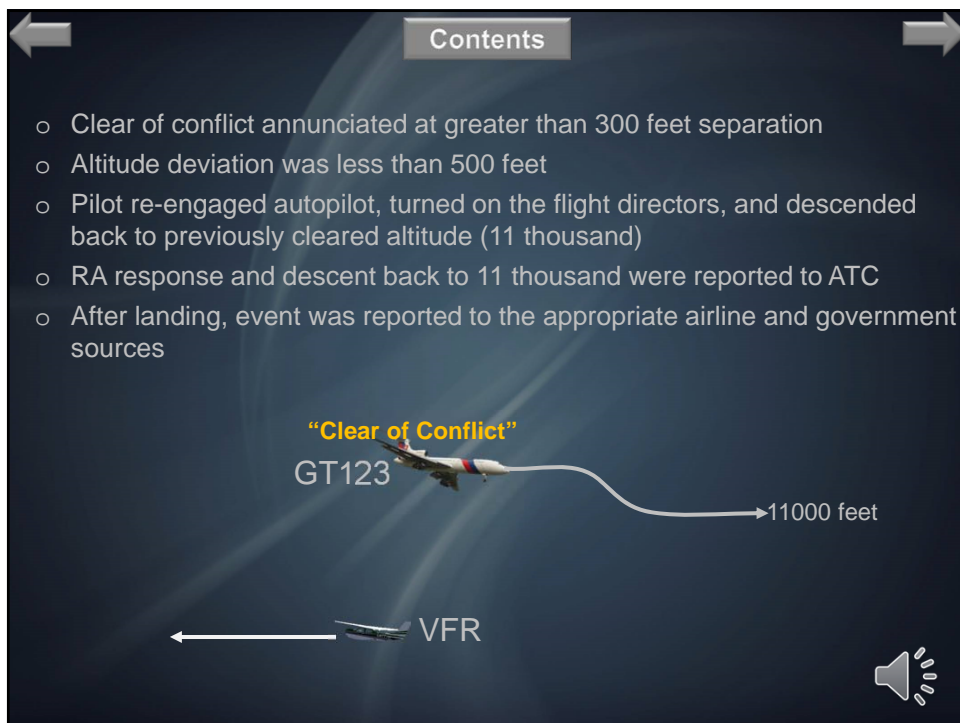 Contents
o Clear of conflict annunciated at greater than 300 feet separation
o Altitude deviation was less than 500 feet
o Pilot re-engaged autopilot, turned on the flight directors, and descended
back to previously cleared altitude (11 thousand)
o RA response and descent back to 11 thousand were reported to ATC
o After landing, event was reported to the appropriate airline and government
sources
“Clear of Conflict”
GT123
11000 feet
VFR